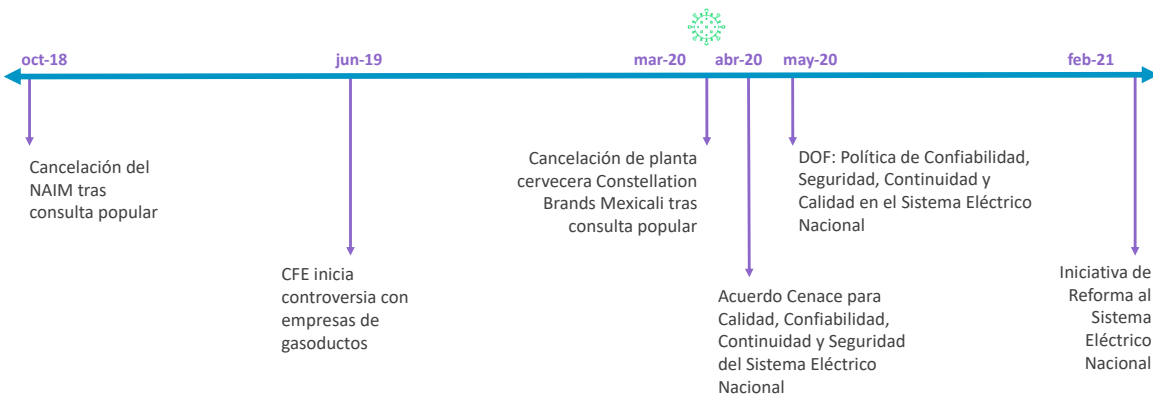 oct-18
jun-19
mar-20
abr-20
may-20
feb-21
Cancelación del
NAIM tras
consulta popular
CFE inicia
controversia con
empresas de
gasoductos
Cancelación de planta
cervecera Constellation
Brands Mexicali tras
consulta popular
Acuerdo Cenace para
Calidad, Confiabilidad,
Continuidad y Seguridad
del Sistema Eléctrico
Nacional
DOF: Política de Confiabilidad,
Seguridad, Continuidad y
Calidad en el Sistema Eléctrico
Nacional
Iniciativa de
Reforma al
Sistema
Eléctrico
Nacional